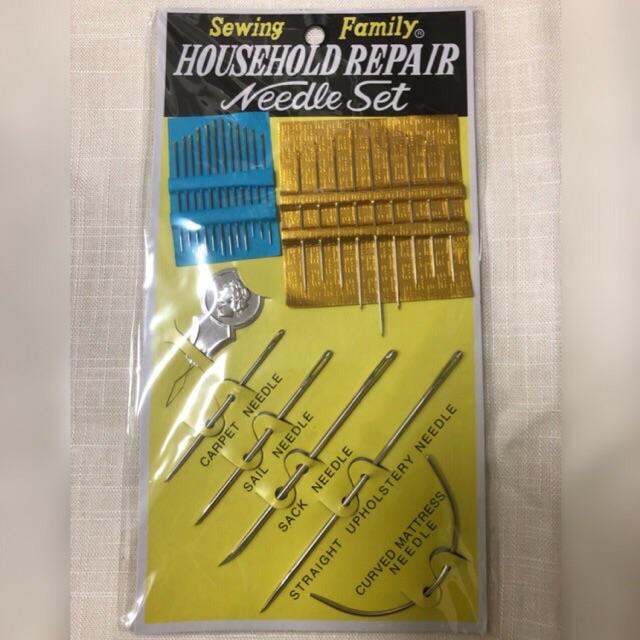 Sewing Family®
HOUSEHOLD REPAIR
Needle Set
CARPET NEEDLE
SAIL NEEDLE
SACK NEEDLE
STRAIGHT UPHOLSTERY NEEDLE
CURVED MATTRESS
NEEDLE